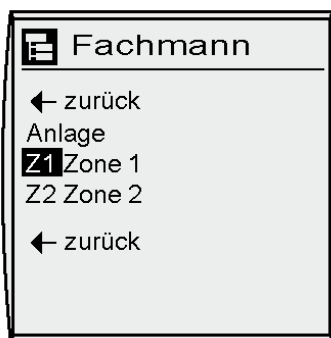 Fachmann
← zurück
Anlage
Z1 Zone 1
Z2 Zone 2
← zurück